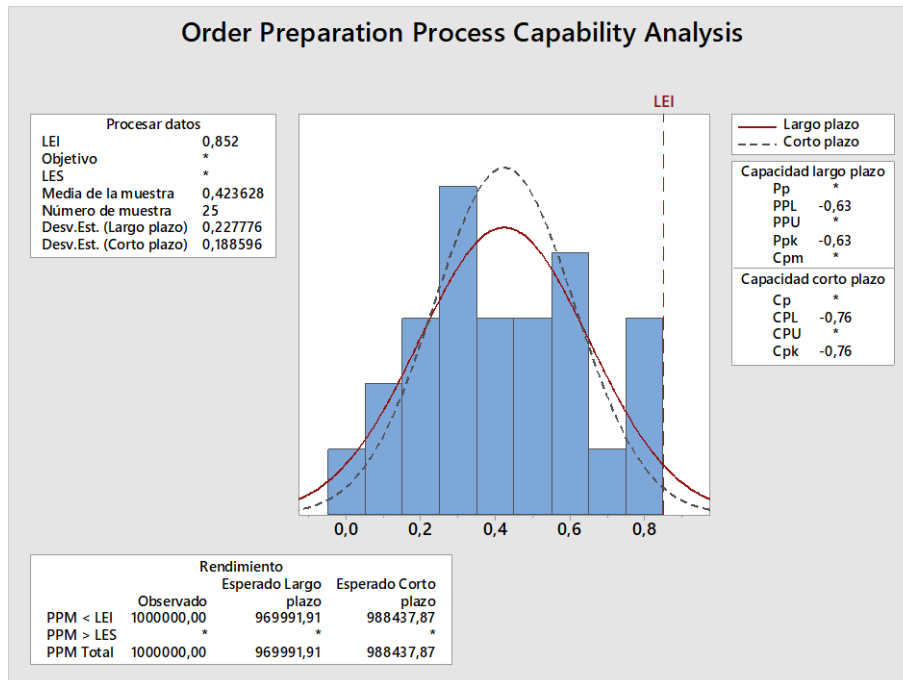 Order Preparation Process Capability Analysis
LEI
Procesar datos
LEI 0,852
Objetivo *
LES *
Media de la muestra 0,423628
Número de muestra 25
Desv.Est. (Largo plazo) 0,227776
Desv.Est. (Corto plazo) 0,188596
Largo plazo
Corto plazo
Capacidad largo plazo
Pp *
PPL -0,63
PPU *
Ppk -0,63
Cpm *
Capacidad corto plazo
Cp *
CPL -0,76
CPU *
Cpk -0,76
0,0 0,2 0,4 0,6 0,8
Rendimiento
Esperado Largo Esperado Corto
Observado plazo plazo
PPM < LEI 1000000,00 969991,91 988437,87
PPM > LES * * *
PPM Total 1000000,00 969991,91 988437,87